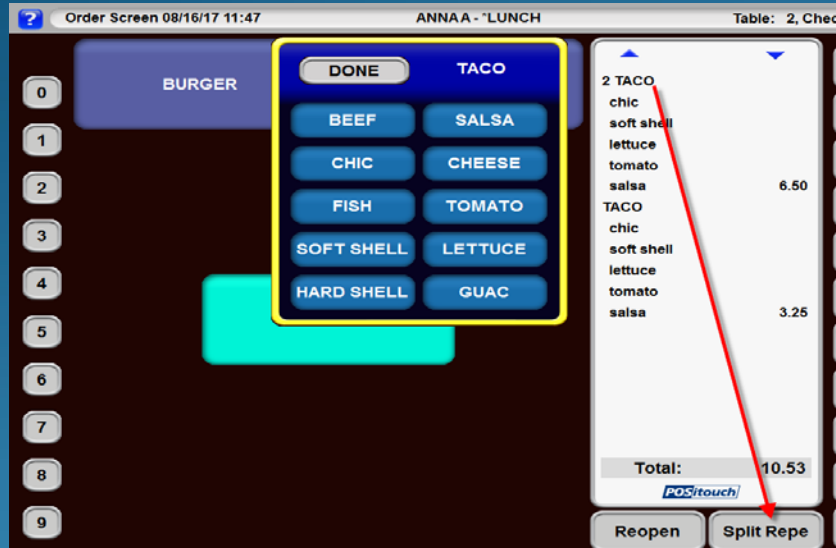 ? Order Screen 08/16/17 11:47 ANNA A - *LUNCH Table: 2, Chec
BURGER
DONE TACO
BEEF SALSA
CHIC CHEESE
FISH TOMATO
SOFT SHELL LETTUCE
HARD SHELL GUAC
0
1
2
3
4
5
6
7
8
9
2 TACO
chic
soft shell
lettuce
tomato
salsa 6.50
TACO
chic
soft shell
lettuce
tomato
salsa 3.25
Total: 10.53
POSitouch
Reopen Split Repe